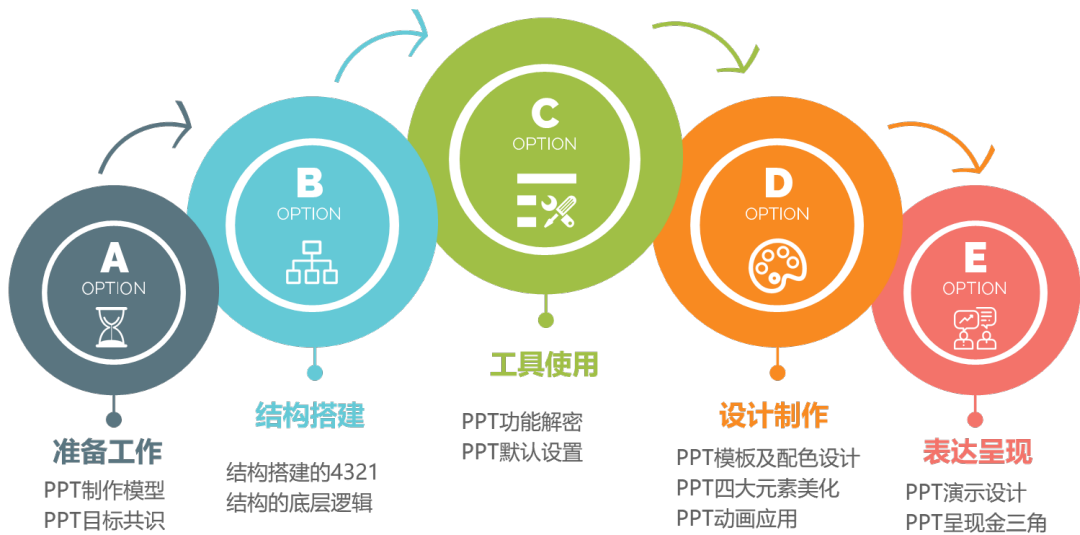 A
OPTION
准备工作
PPT制作模型
PPT目标共识
B
OPTION
结构搭建
结构搭建的4321
结构的底层逻辑
C
OPTION
工具使用
PPT功能解密
PPT默认设置
D
OPTION
设计制作
PPT模板及配色设计
PPT四大元素美化
PPT动画应用
E
OPTION
表达呈现
PPT演示设计
PPT呈现金三角